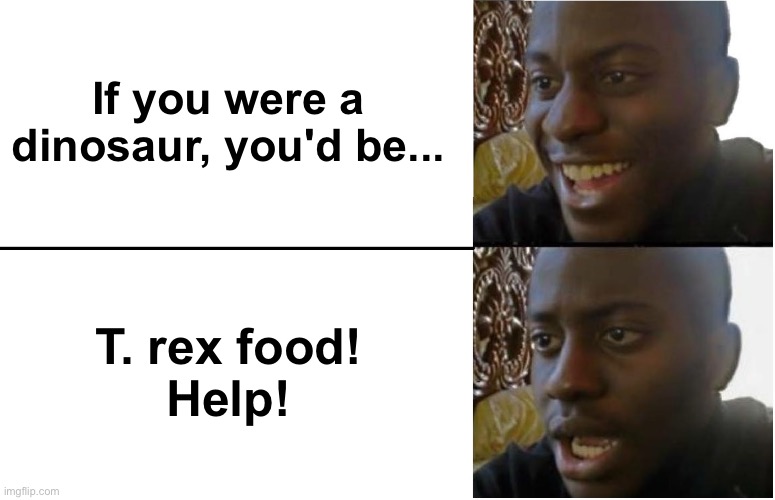 If you were a
dinosaur, you'd be...
T. rex food!
Help!
imgflip.com